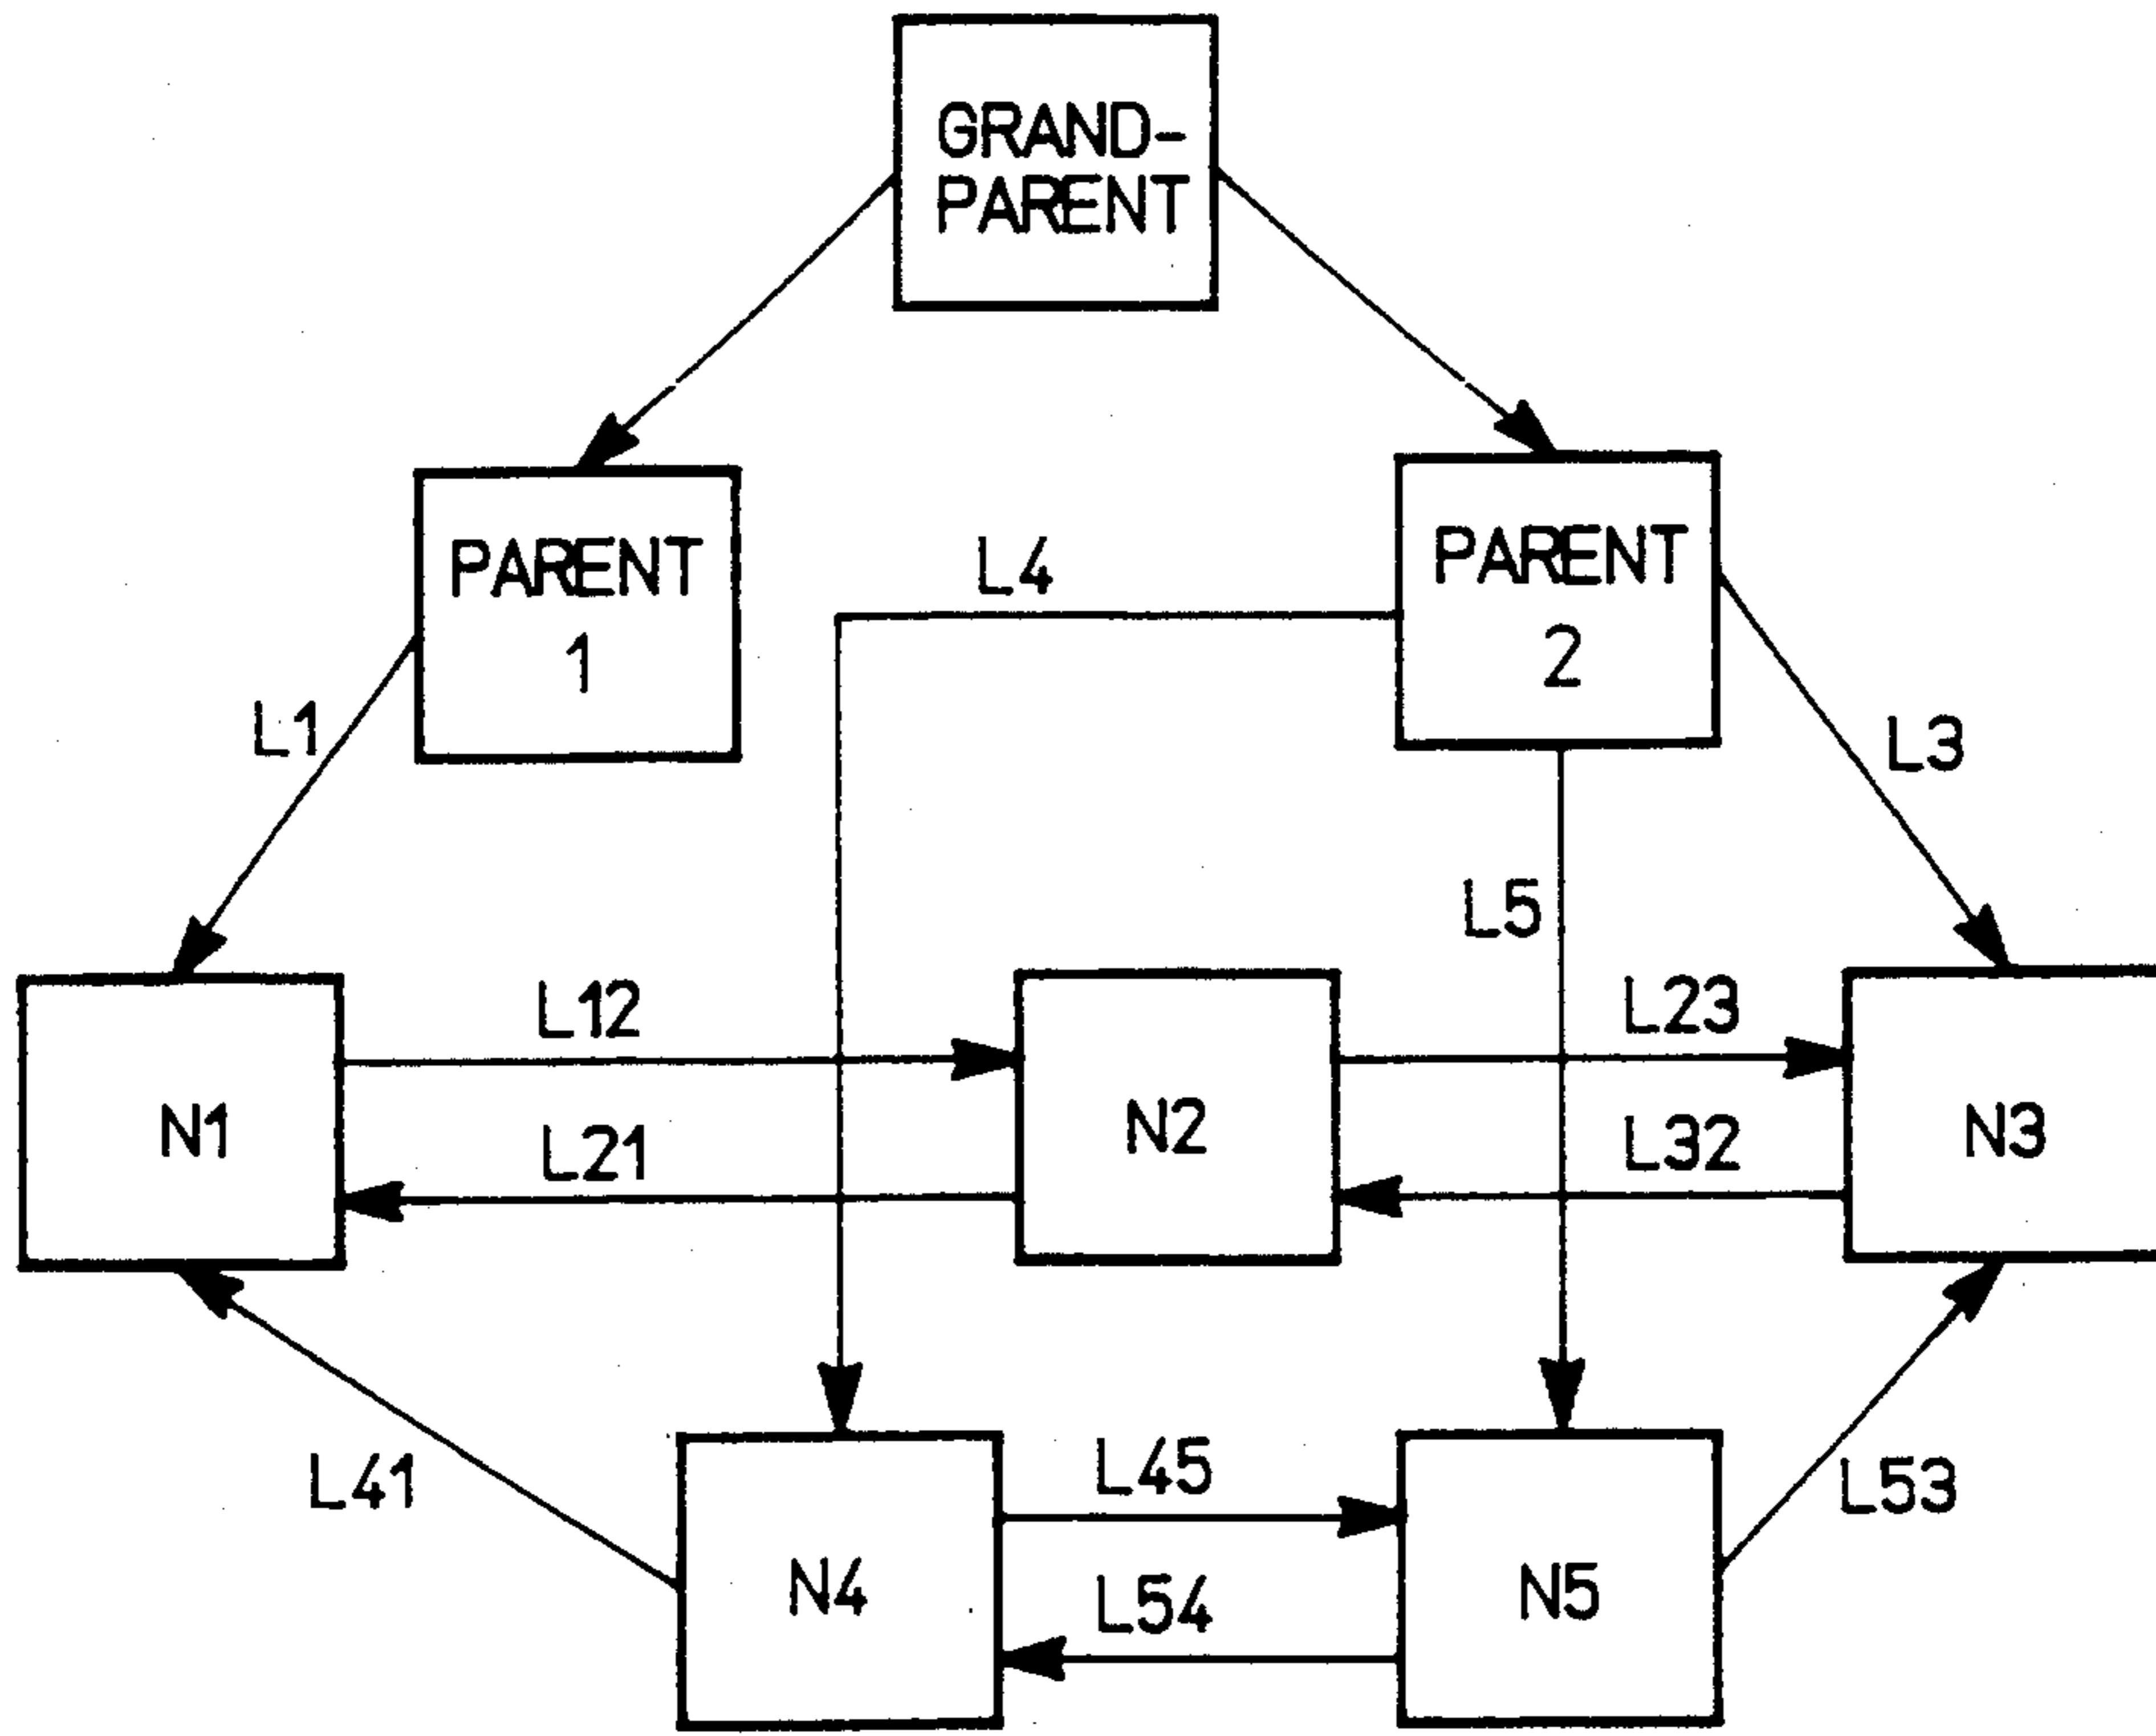 GRAND-
PARENT
PARENT
1
L4
PARENT
2
L1
L3
L5
L12
L23
N1
N2
N3
L21
L32
L41
L45
L53
N4
N5
L54